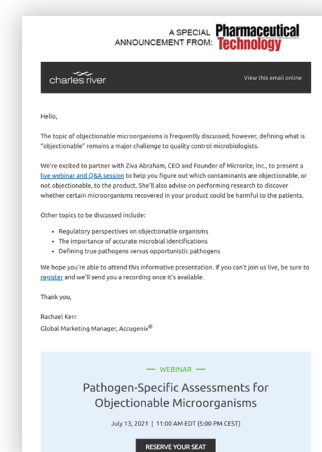 A SPECIAL Pharmaceutical
ANNOUNCEMENT FROM: Technology
charles river
View this email online
Hello,
The topic of objectionable microorganisms is frequently discussed; however, defining what is
"objectionable" remains a major challenge to quality control microbiologists.
We're excited to partner with Ziva Abraham, CEO and Founder of Microrite, Inc., to present a
live webinar and Q&A session to help you figure out which contaminants are objectionable, or
not objectionable, to the product. She'll also advise on performing research to discover
whether certain microorganisms recovered in your product could be harmful to the patients.
Other topics to be discussed include:
• Regulatory perspectives on objectionable organisms
• The importance of accurate microbial identifications
• Defining true pathogens versus opportunistic pathogens
We hope you're able to attend this informative presentation. If you can't join us live, be sure to
register and we'll send you a recording once it's available.
Thank you,
Rachael Kerr
Global Marketing Manager, Accugenix®
— WEBINAR —
Pathogen-Specific Assessments for
Objectionable Microorganisms
July 13, 2021 | 11:00 AM EDT (5:00 PM CEST)
RESERVE YOUR SEAT